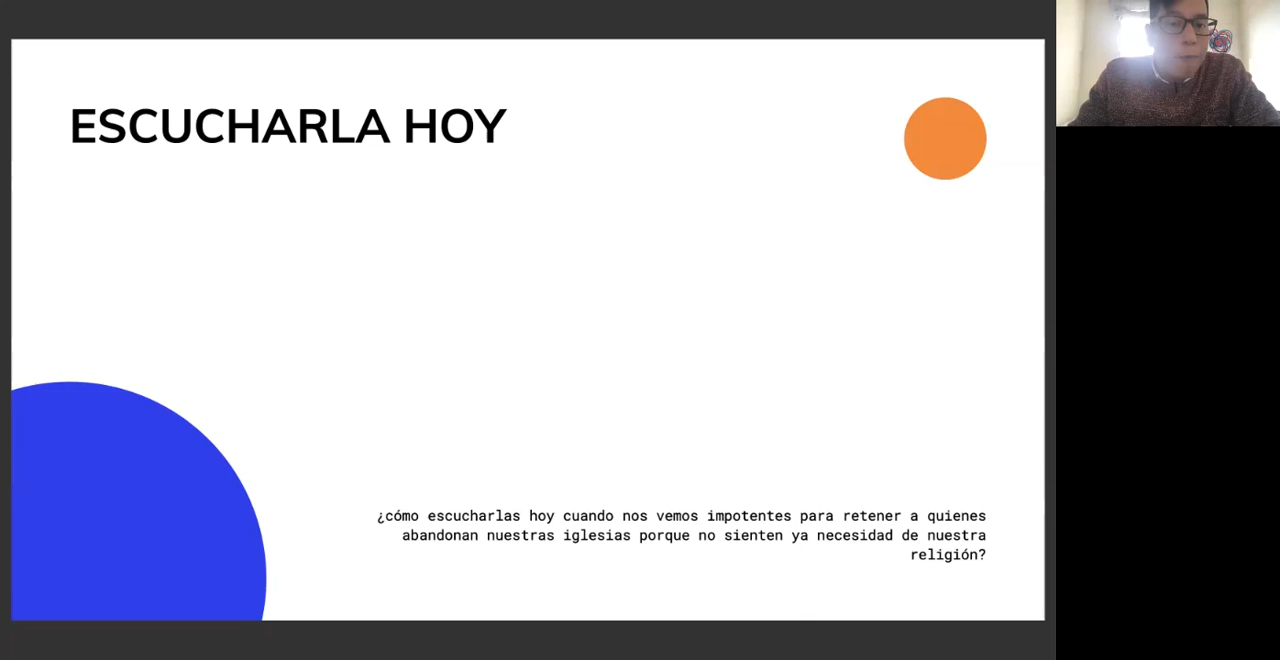 ESCUCHARLA HOY
¿cómo escucharlas hoy cuando nos vemos impotentes para retener a quienes
abandonan nuestras iglesias porque no sienten ya necesidad de nuestra
religión?